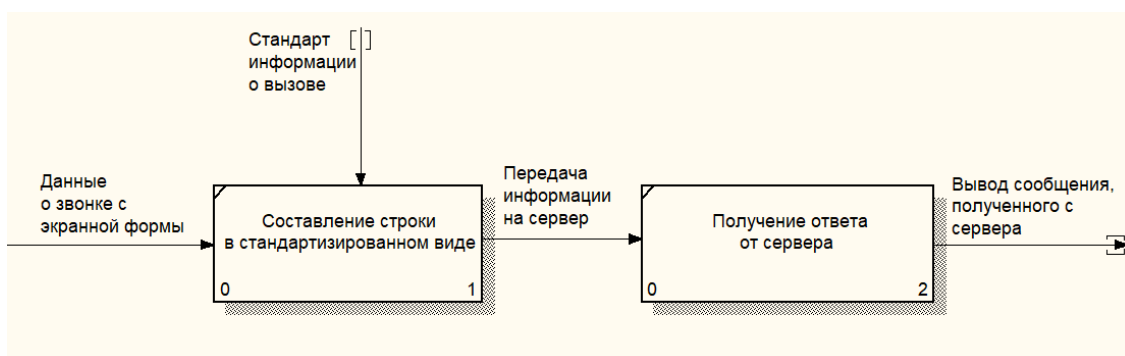 Стандарт
информации
о вызове
Данные
о звонке с
экранной формы
Составление строки
в стандартизированном виде
0
1
Передача
информации
на сервер
Получение ответа
от сервера
0
2
Вывод сообщения,
полученного с
сервера